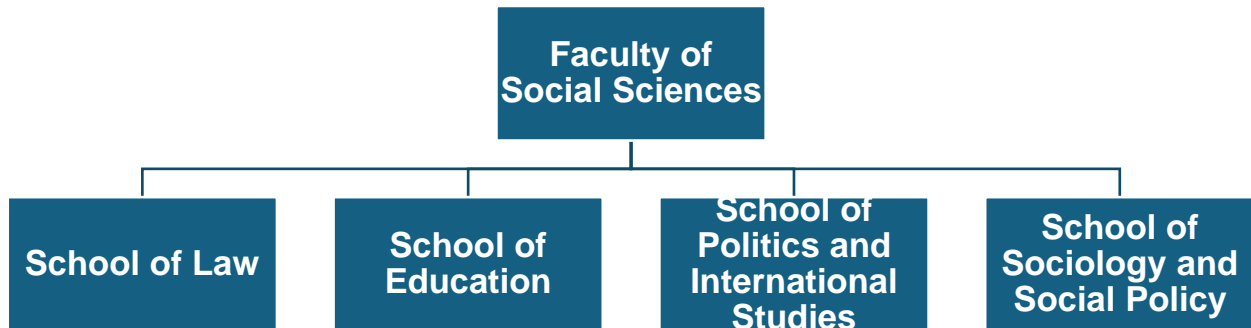 Faculty of
Social Sciences
School of Law
School of
Education
School of
Politics and
International
Studies
School of
Sociology and
Social Policy